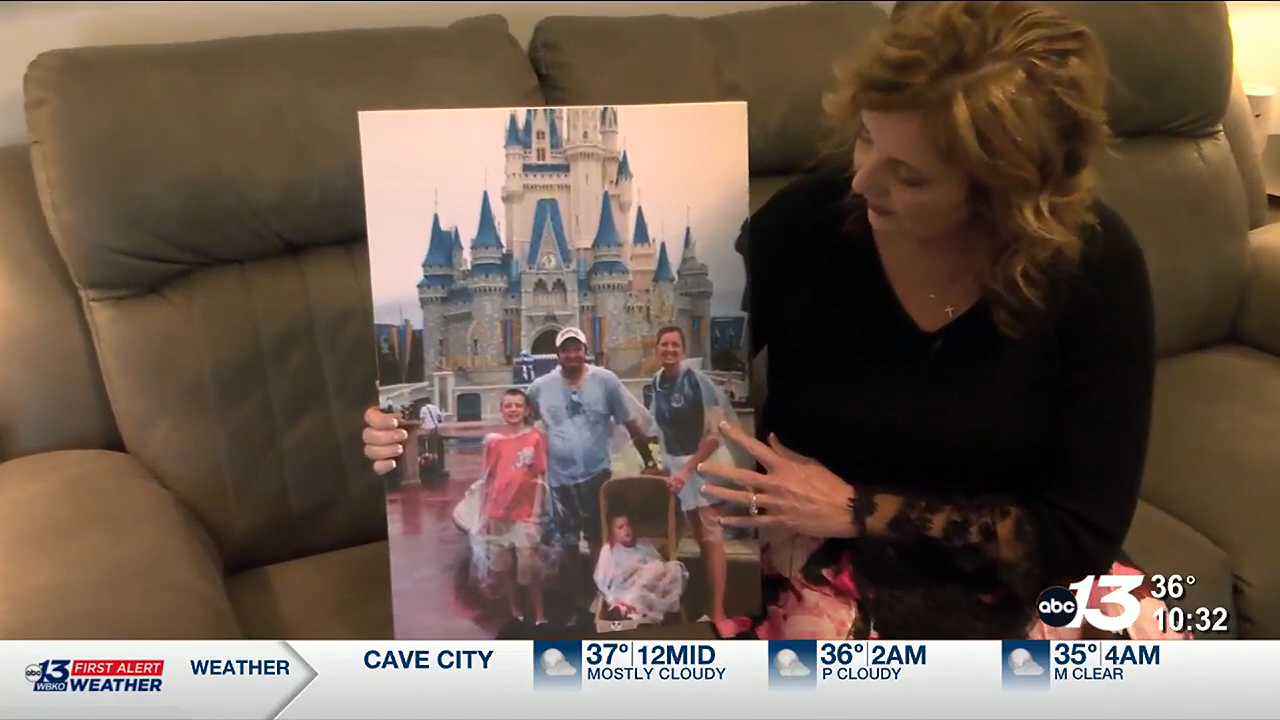 abc 13 36°
10:32
abc 13 FIRST ALERT
WBKO WEATHER
WEATHER
CAVE CITY
37° 12MID
MOSTLY CLOUDY
36° 2AM
P CLOUDY
35° 4AM
M CLEAR